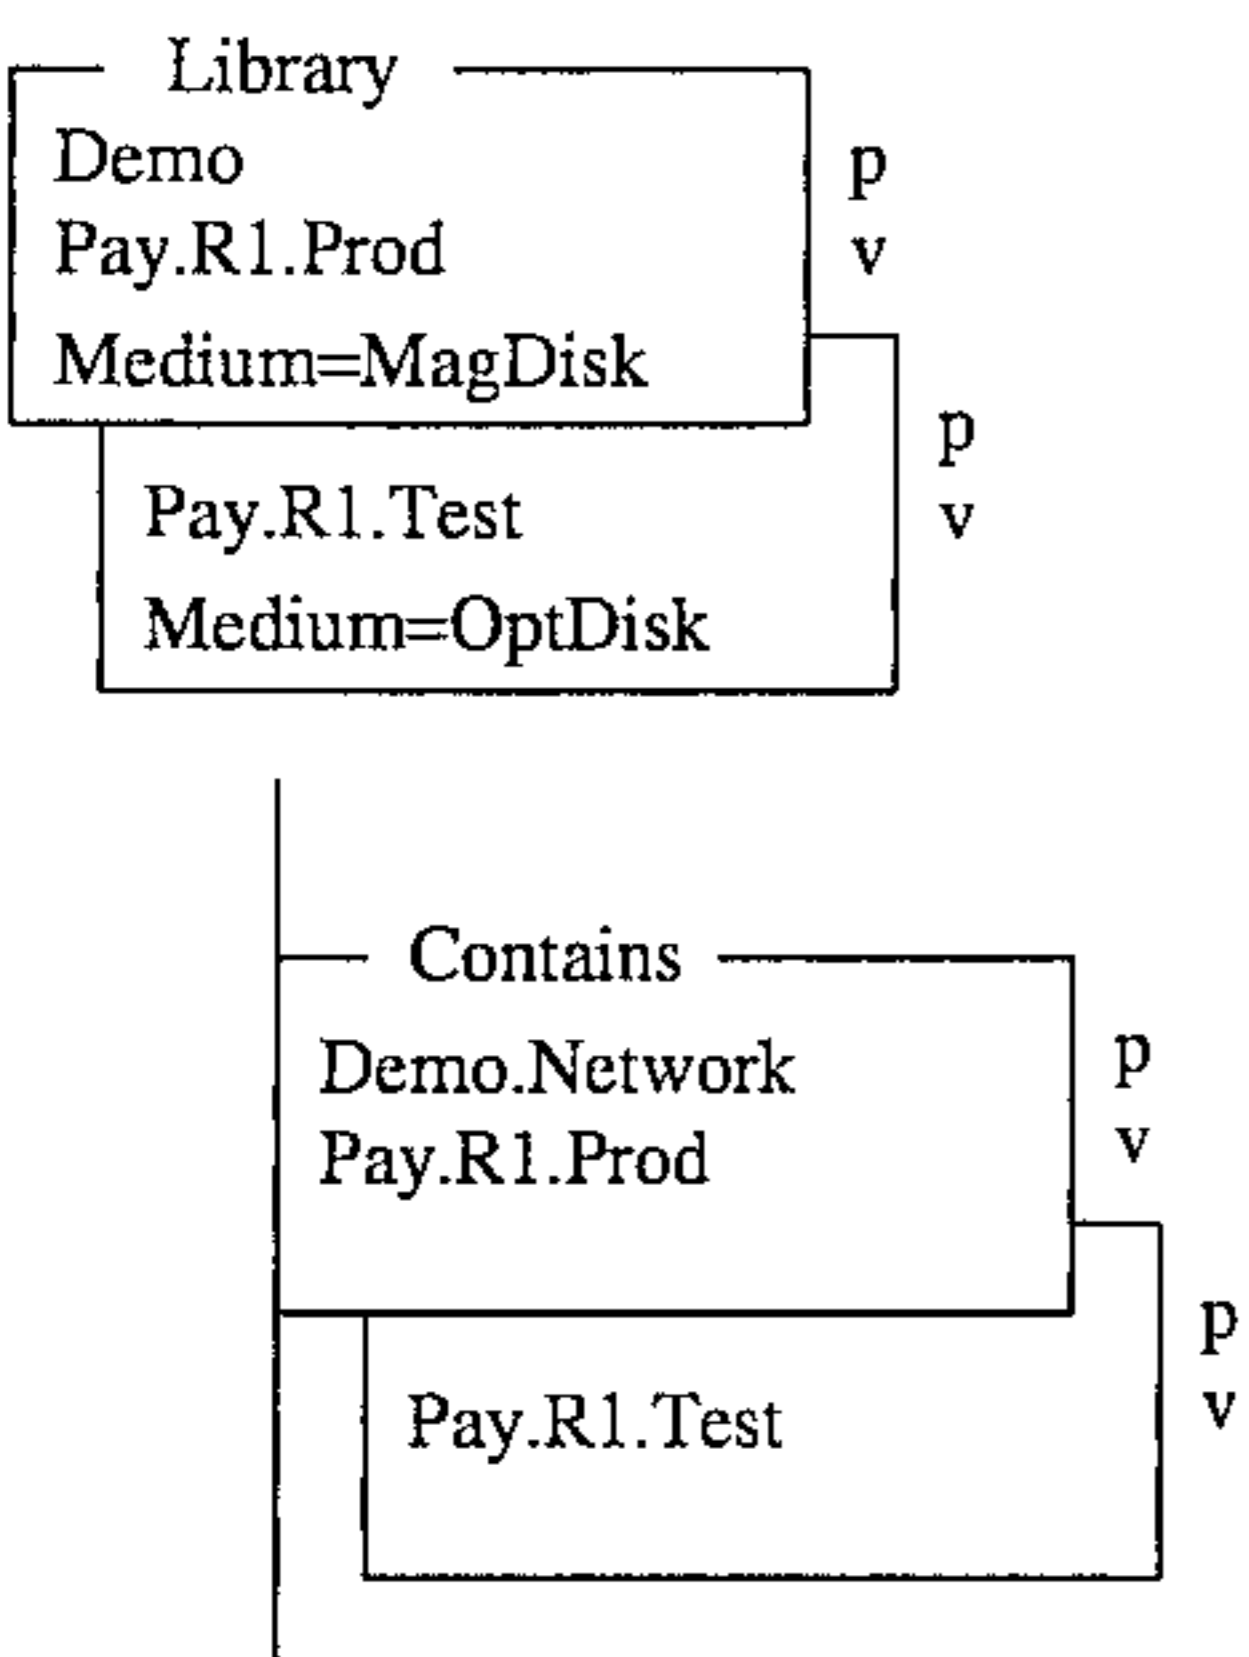 Library
Demo
p
Pay.R1.Prod
v
Medium=MagDisk
p
Pay.R1.Test
v
Medium=OptDisk
Contains
Demo.Network
p
Pay.R1.Prod
v
p
Pay.R1.Test
v